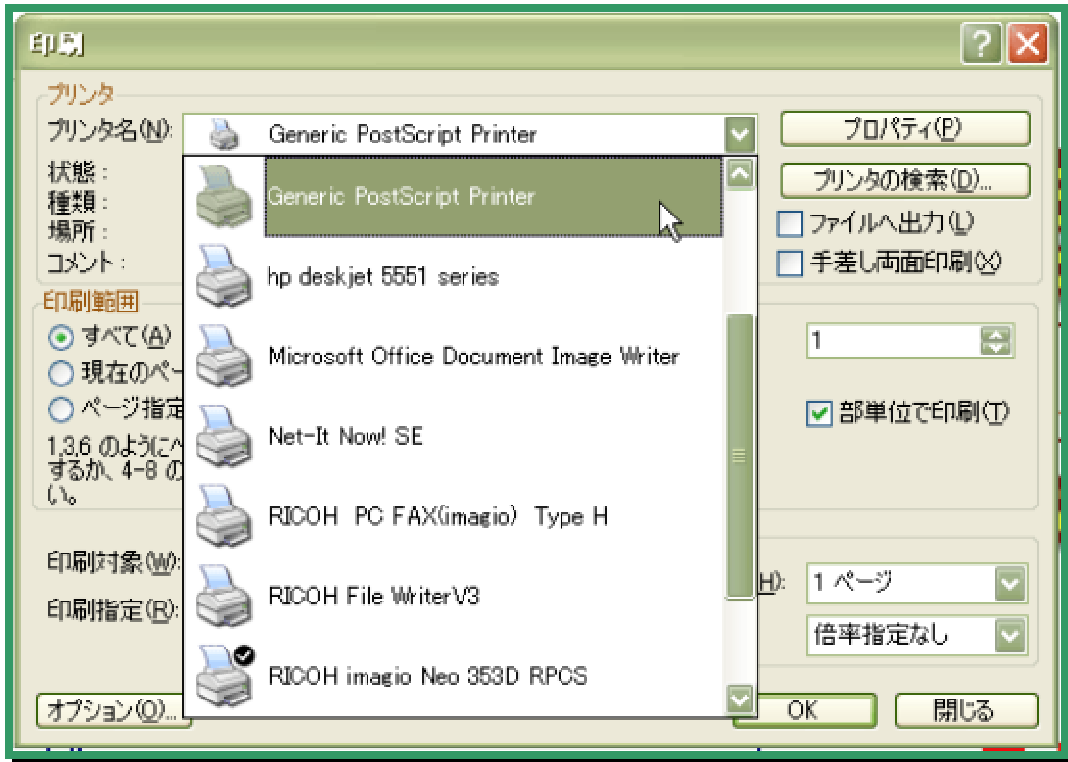 印刷
プリンタ
プリンタ名(N):
Generic PostScript Printer
プロパティ(P)
状態 :
種類 :
場所 :
コメント :
Generic PostScript Printer
hp deskjet 5551 series
Microsoft Office Document Image Writer
Net-It Now! SE
RICOH PC FAX(imagio) Type H
RICOH File WriterV3
RICOH imagio Neo 353D RPCS
プリンタの検索(D)...
ファイルへ出力(L)
手差し両面印刷(X)
印刷範囲
すべて(A)
現在のペー
ページ指定
1,3,6 のように
するか、4-8 の
い。
1
部単位で印刷(T)
印刷対象(W):
印刷指定(R):
H):
1 ページ
倍率指定なし
オプション(O)...
OK
閉じる